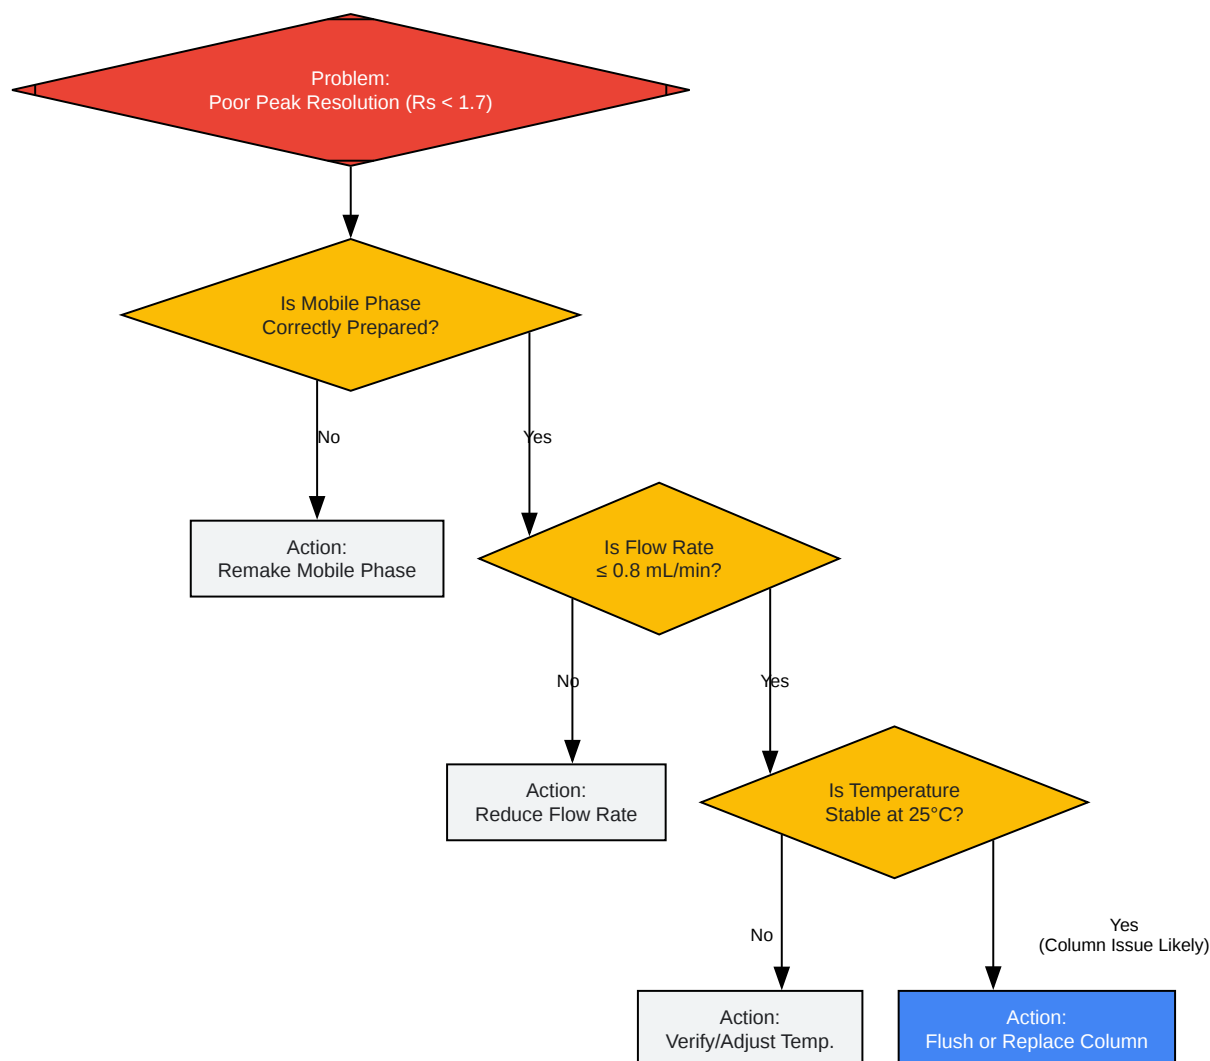 Problem:
Poor Peak Resolution (Rs < 1.7)
Is Mobile Phase
Correctly Prepared?
No
Yes
Action:
Remake Mobile Phase
Is Flow Rate
≤ 0.8 mL/min?
No
Yes
Action:
Reduce Flow Rate
Is Temperature
Stable at 25°C?
No
Yes
(Column Issue Likely)
Action:
Verify/Adjust Temp.
Action:
Flush or Replace Column